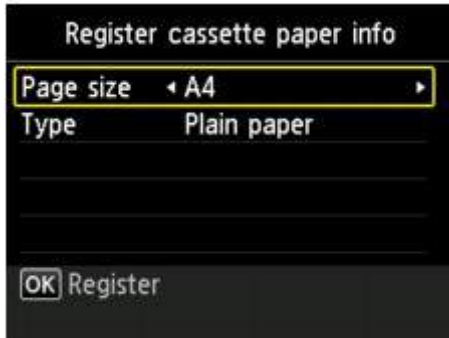 Register cassette paper info
Page size A4
Type Plain paper
OK Register